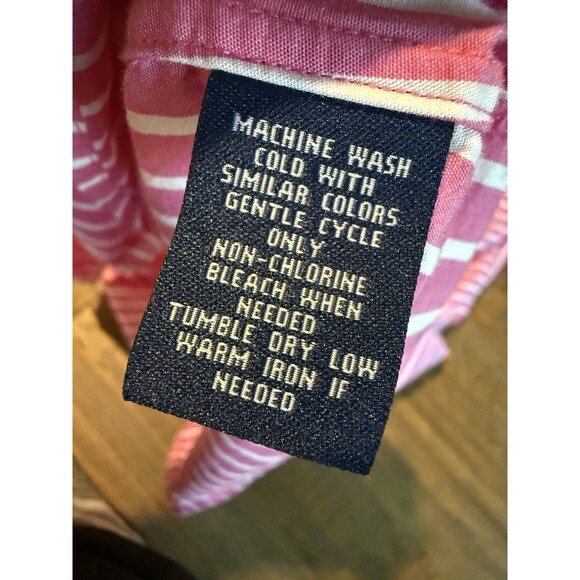 MACHINE WASH
COLD WITH
SIMILAR COLORS
GENTLE CYCLE
ONLY
NON-CHLORINE
BLEACH WHEN
NEEDED
TUMBLE DRY LOW
WARM IRON IF
NEEDED